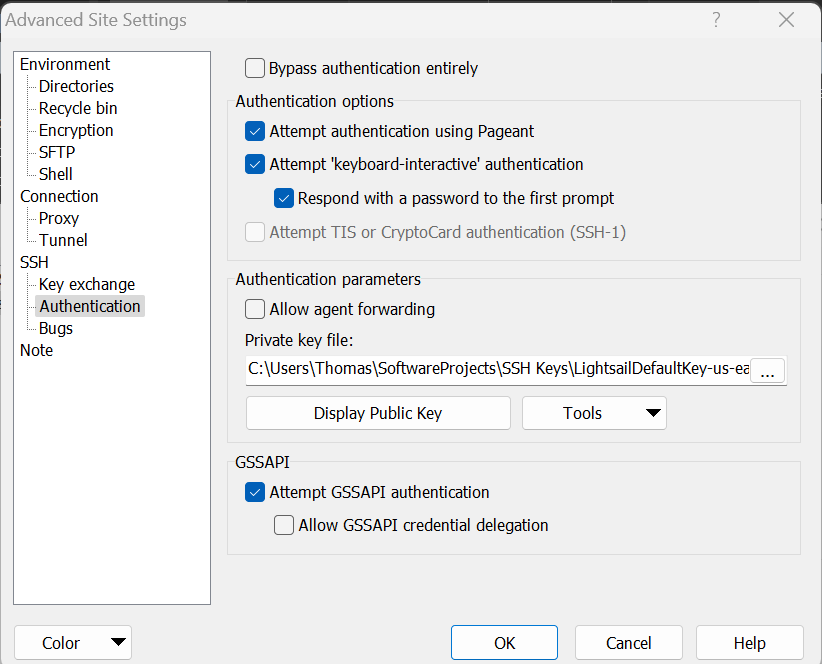 Advanced Site Settings
?
Environment
Directories
Recycle bin
Encryption
SFTP
Shell
Connection
Proxy
Tunnel
SSH
Key exchange
Authentication
Bugs
Note
Bypass authentication entirely
Authentication options
Attempt authentication using Pageant
Attempt 'keyboard-interactive' authentication
Respond with a password to the first prompt
Attempt TIS or CryptoCard authentication (SSH-1)
Authentication parameters
Allow agent forwarding
Private key file:
C:\Users\Thomas\SoftwareProjects\SSH Keys\LightsailDefaultKey-us-ea ...
Display Public Key Tools
GSSAPI
Attempt GSSAPI authentication
Allow GSSAPI credential delegation
Color OK Cancel Help